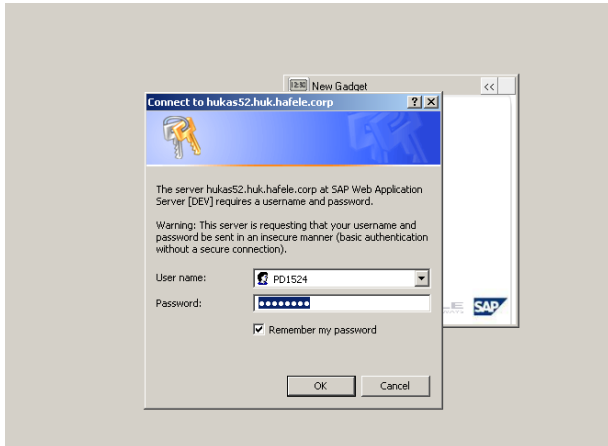 12:30 New Gadget <<
Connect to hukas52.huk.hafele.corp ? X
The server hukas52.huk.hafele.corp at SAP Web Application
Server [DEV] requires a username and password.
Warning: This server is requesting that your username and
password be sent in an insecure manner (basic authentication
without a secure connection).
User name: PD1524
Password: ••••••••
Remember my password
SAP
OK Cancel